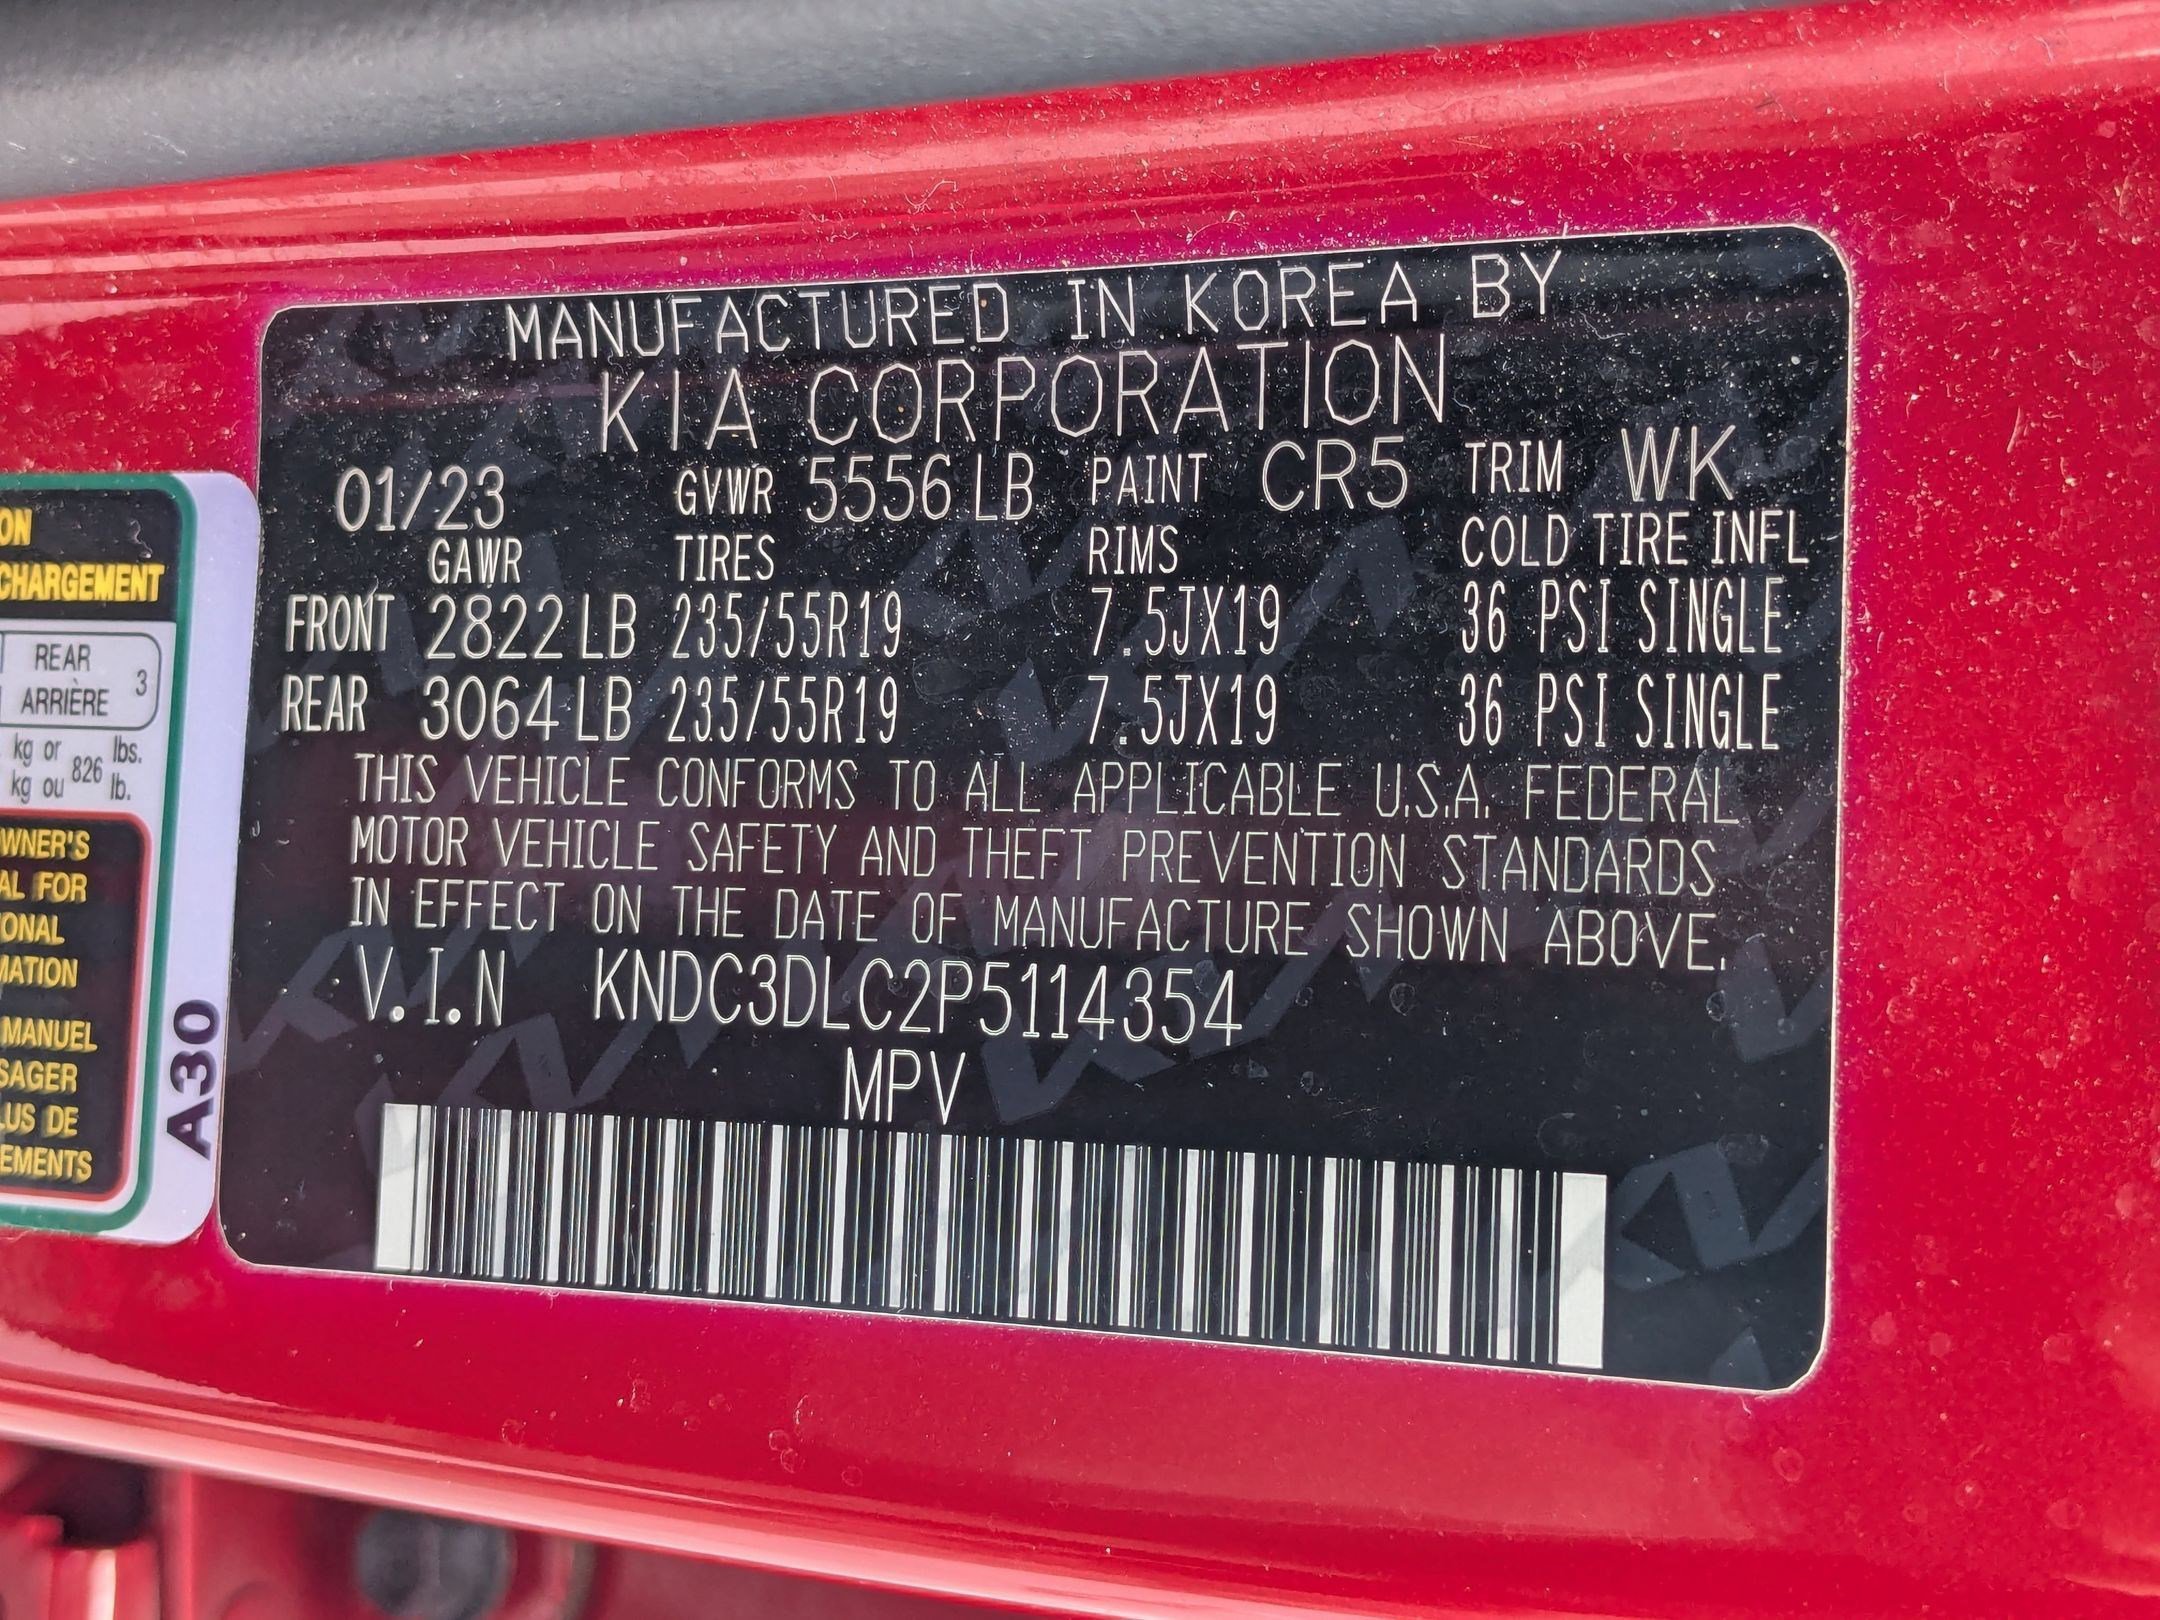 MANUFACTURED IN KOREA BY
KIA CORPORATION
01/23 GVWR 5556 LB PAINT CR5 TRIM WK
GAWR TIRES RIMS COLD TIRE INFL
FRONT 2822 LB 235/55R19 7.5JX19 36 PSI SINGLE
REAR 3064 LB 235/55R19 7.5JX19 36 PSI SINGLE
THIS VEHICLE CONFORMS TO ALL APPLICABLE U.S.A. FEDERAL
MOTOR VEHICLE SAFETY AND THEFT PREVENTION STANDARDS
IN EFFECT ON THE DATE OF MANUFACTURE SHOWN ABOVE.
V.I.N KNDC3DLC2P5114354
MPV
ON
CHARGEMENT
REAR
ARRIÈRE 3
kg or 826 lbs.
kg ou lb.
WNER'S
AL FOR
IONAL
MATION
MANUEL
SAGER
LUS DE
EMENTS
A30